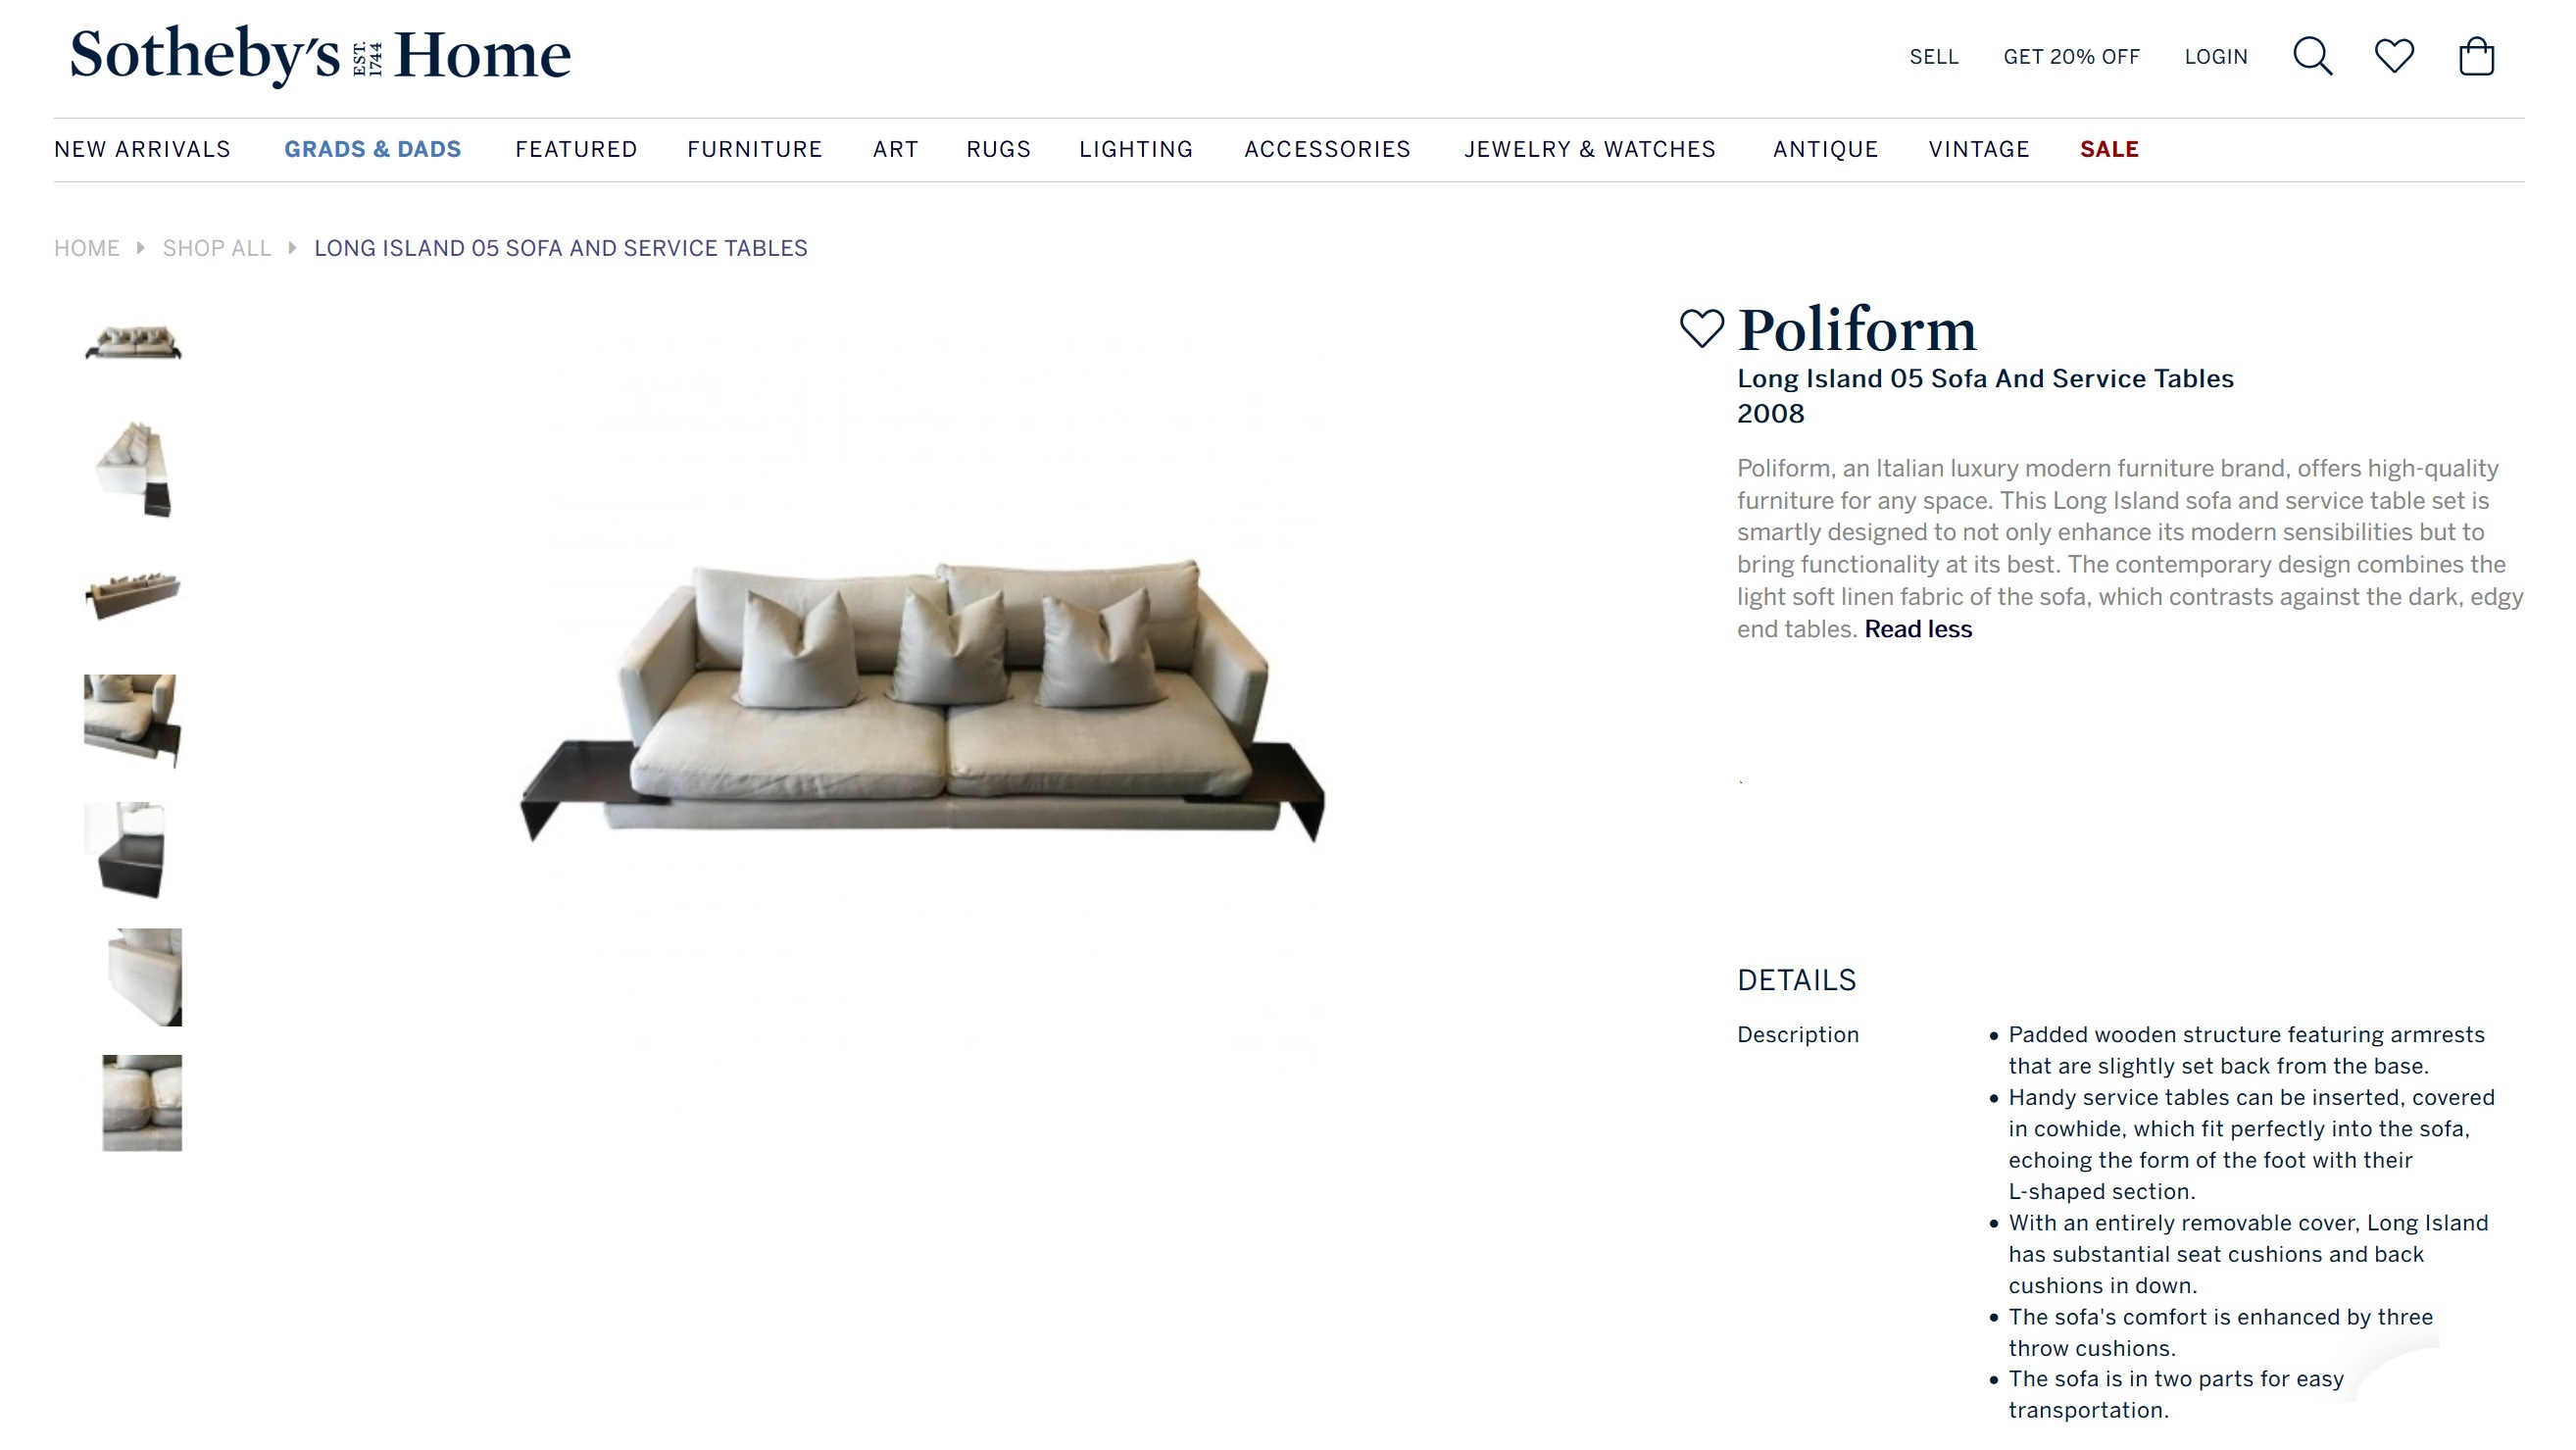 Sotheby's EST. 1744 Home
SELL GET 20% OFF LOGIN
NEW ARRIVALS GRADS & DADS FEATURED FURNITURE ART RUGS LIGHTING ACCESSORIES JEWELRY & WATCHES ANTIQUE VINTAGE SALE
HOME SHOP ALL LONG ISLAND 05 SOFA AND SERVICE TABLES
Poliform
Long Island 05 Sofa And Service Tables
2008
Poliform, an Italian luxury modern furniture brand, offers high-quality
furniture for any space. This Long Island sofa and service table set is
smartly designed to not only enhance its modern sensibilities but to
bring functionality at its best. The contemporary design combines the
light soft linen fabric of the sofa, which contrasts against the dark, edgy
end tables. Read less
DETAILS
Description
• Padded wooden structure featuring armrests
that are slightly set back from the base.
• Handy service tables can be inserted, covered
in cowhide, which fit perfectly into the sofa,
echoing the form of the foot with their
L-shaped section.
• With an entirely removable cover, Long Island
has substantial seat cushions and back
cushions in down.
• The sofa's comfort is enhanced by three
throw cushions.
• The sofa is in two parts for easy
transportation.